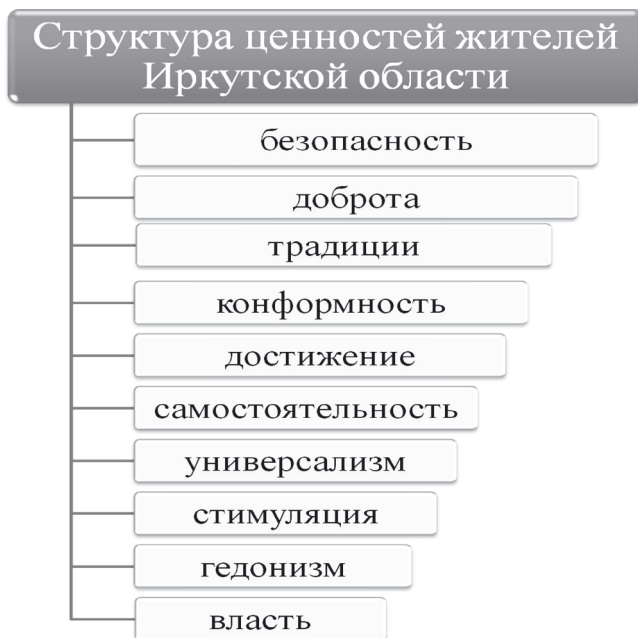 Структура ценностей жителей
Иркутской области
безопасность
доброта
традиции
конформность
достижение
самостоятельность
универсализм
стимуляция
гедонизм
власть